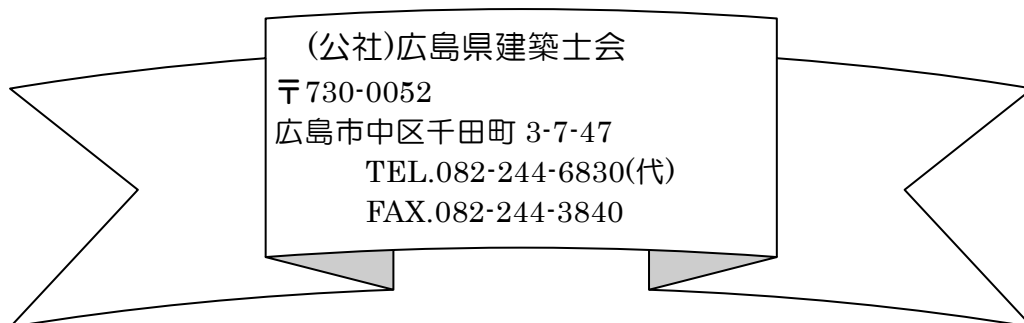 (公社)広島県建築士会
〒730-0052
広島市中区千田町 3-7-47
TEL.082-244-6830(代)
FAX.082-244-3840